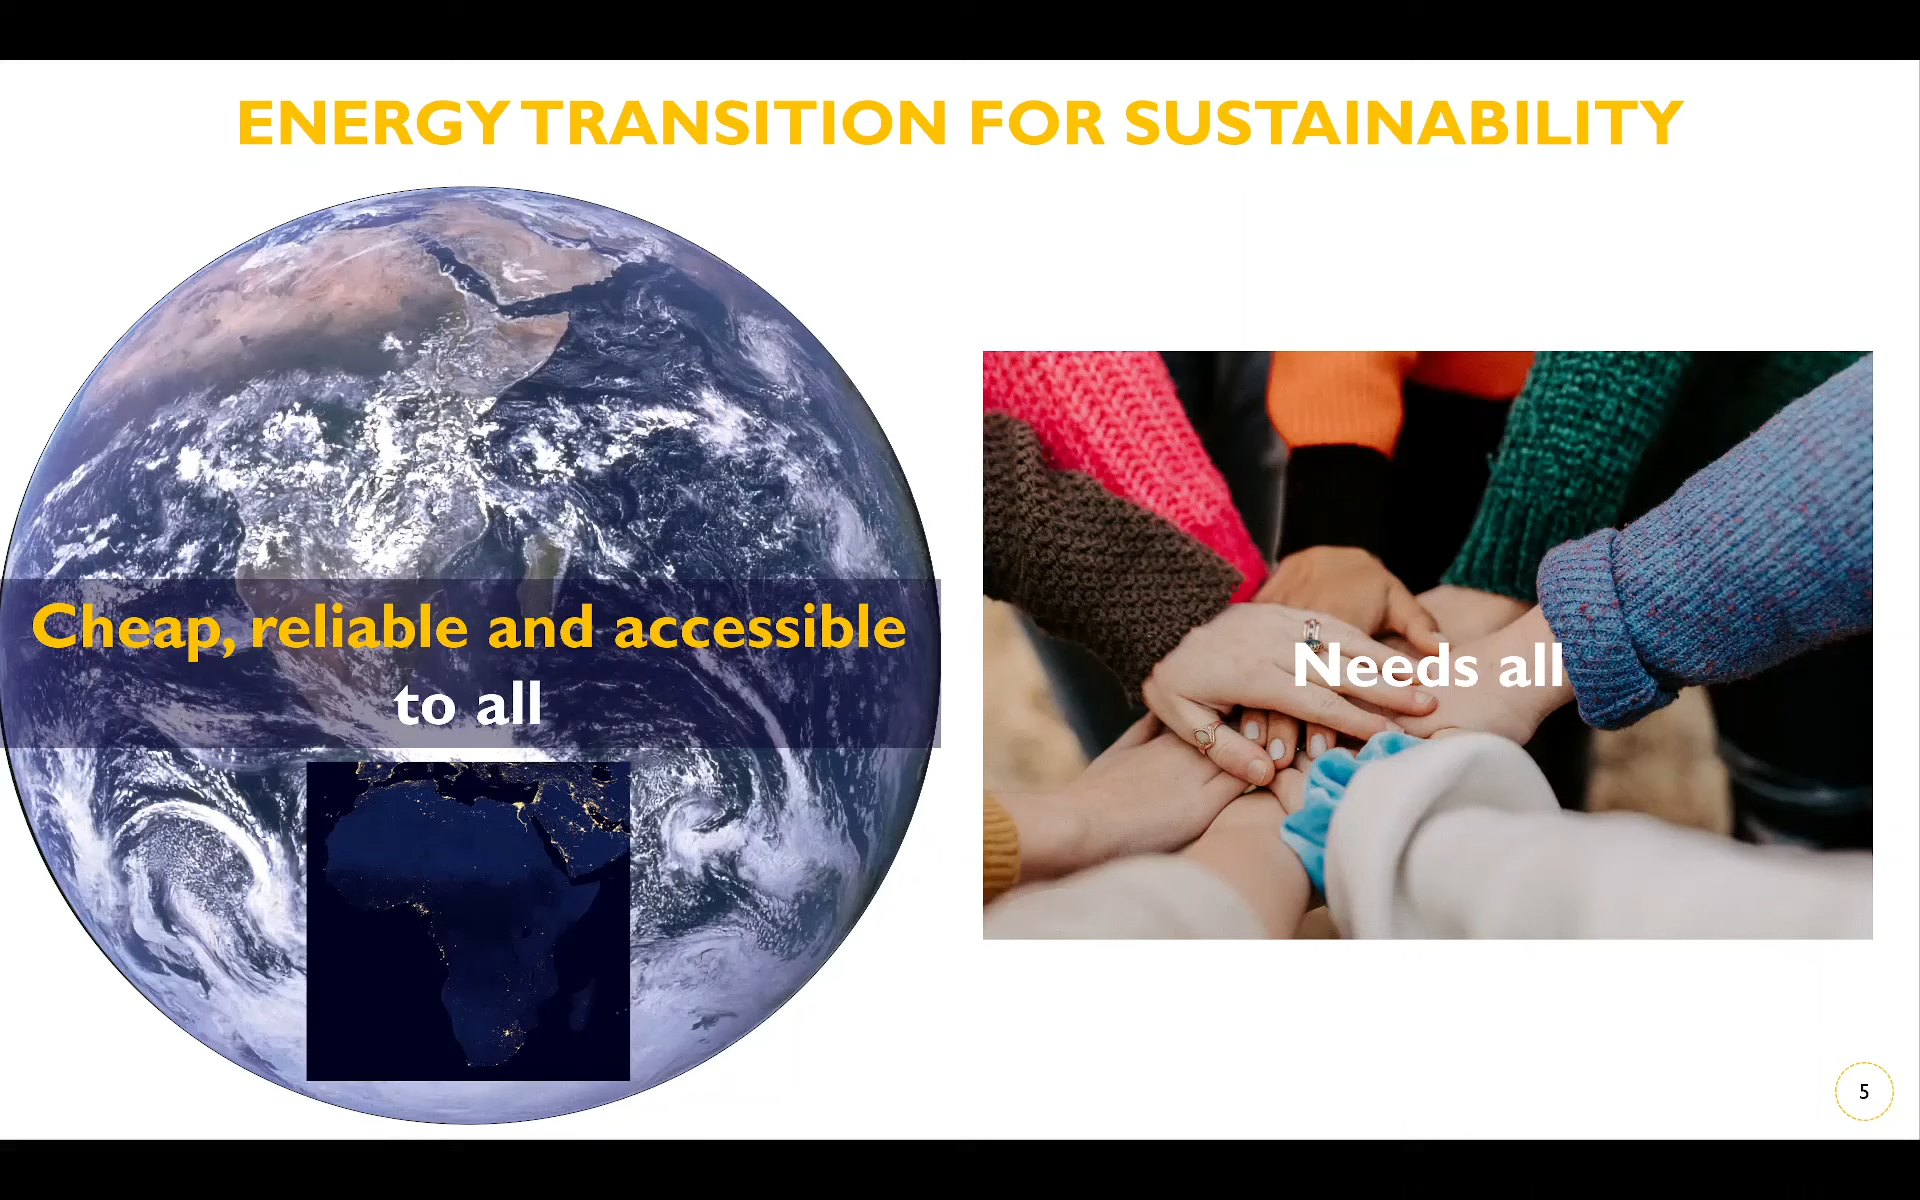 ENERGY TRANSITION FOR SUSTAINABILITY
Cheap, reliable and accessible
to all
Needs all
5